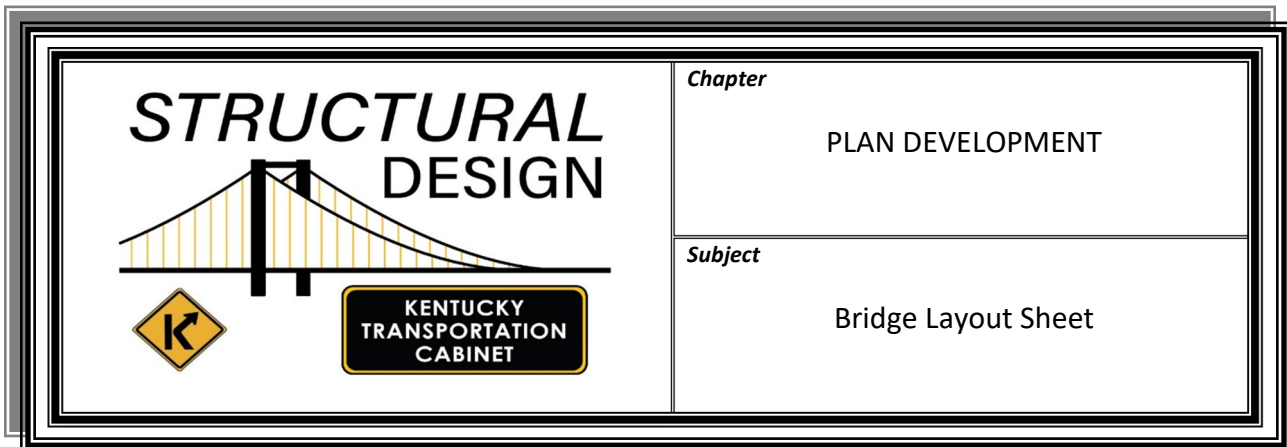 STRUCTURAL
DESIGN
KENTUCKY
TRANSPORTATION
CABINET
Chapter
PLAN DEVELOPMENT
Subject
Bridge Layout Sheet